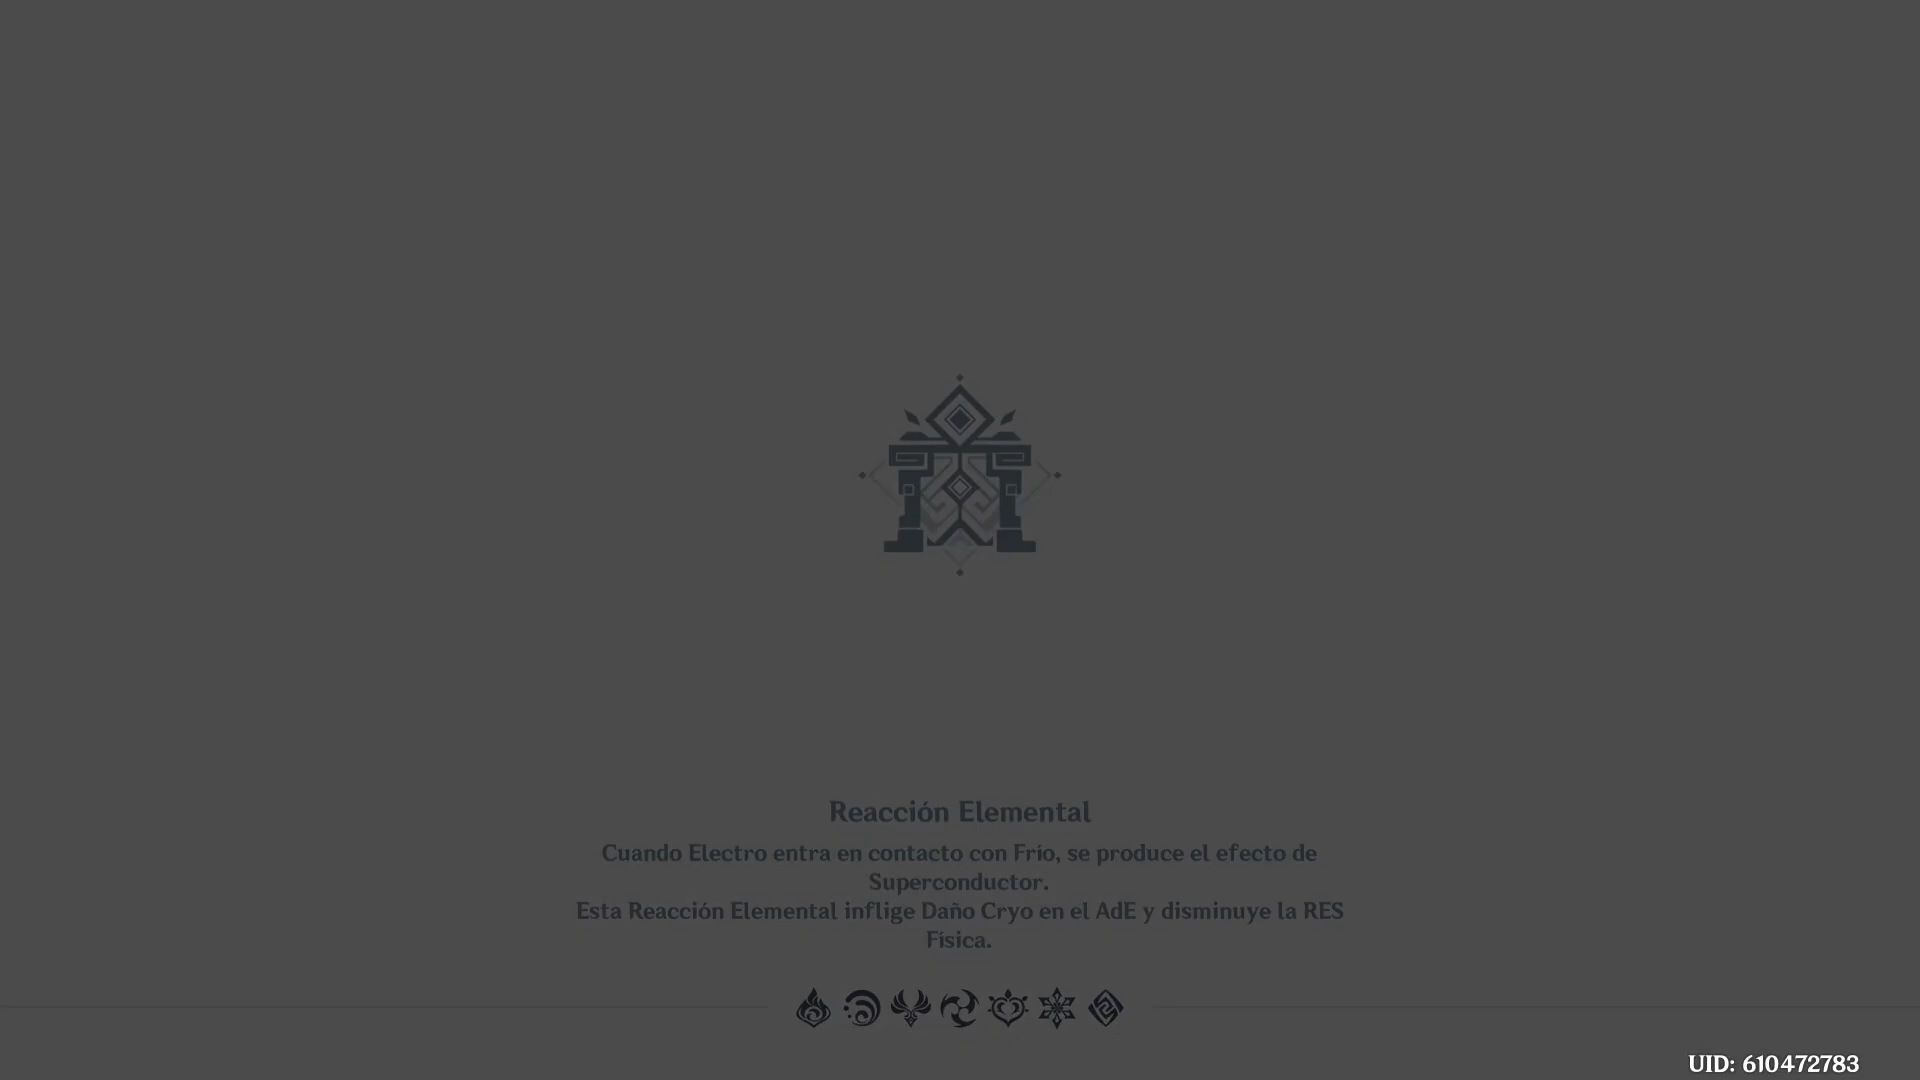 Reacción Elemental
Cuando Electro entra en contacto con Frío, se produce el efecto de
Superconductor.
Esta Reacción Elemental inflige Daño Cryo en el AdE y disminuye la RES
Física.
UID: 610472783